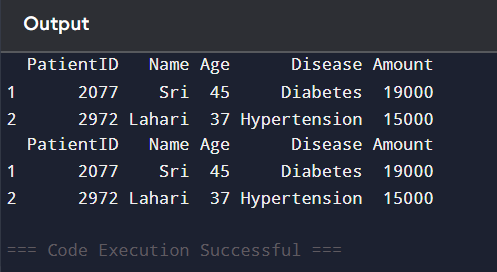 Output
PatientID Name Age Disease Amount
1 2077 Sri 45 Diabetes 19000
2 2972 Lahari 37 Hypertension 15000
PatientID Name Age Disease Amount
1 2077 Sri 45 Diabetes 19000
2 2972 Lahari 37 Hypertension 15000
=== Code Execution Successful ===